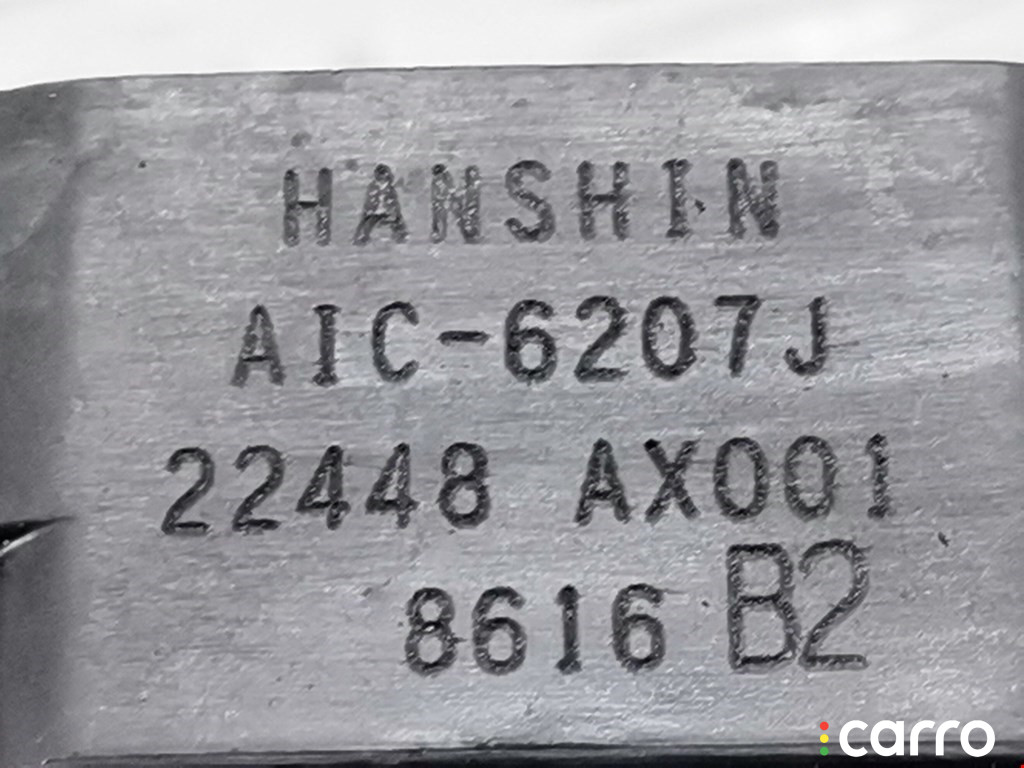 HANSHIN
AIC-6207J
22448 AX001
8616 B2
carro